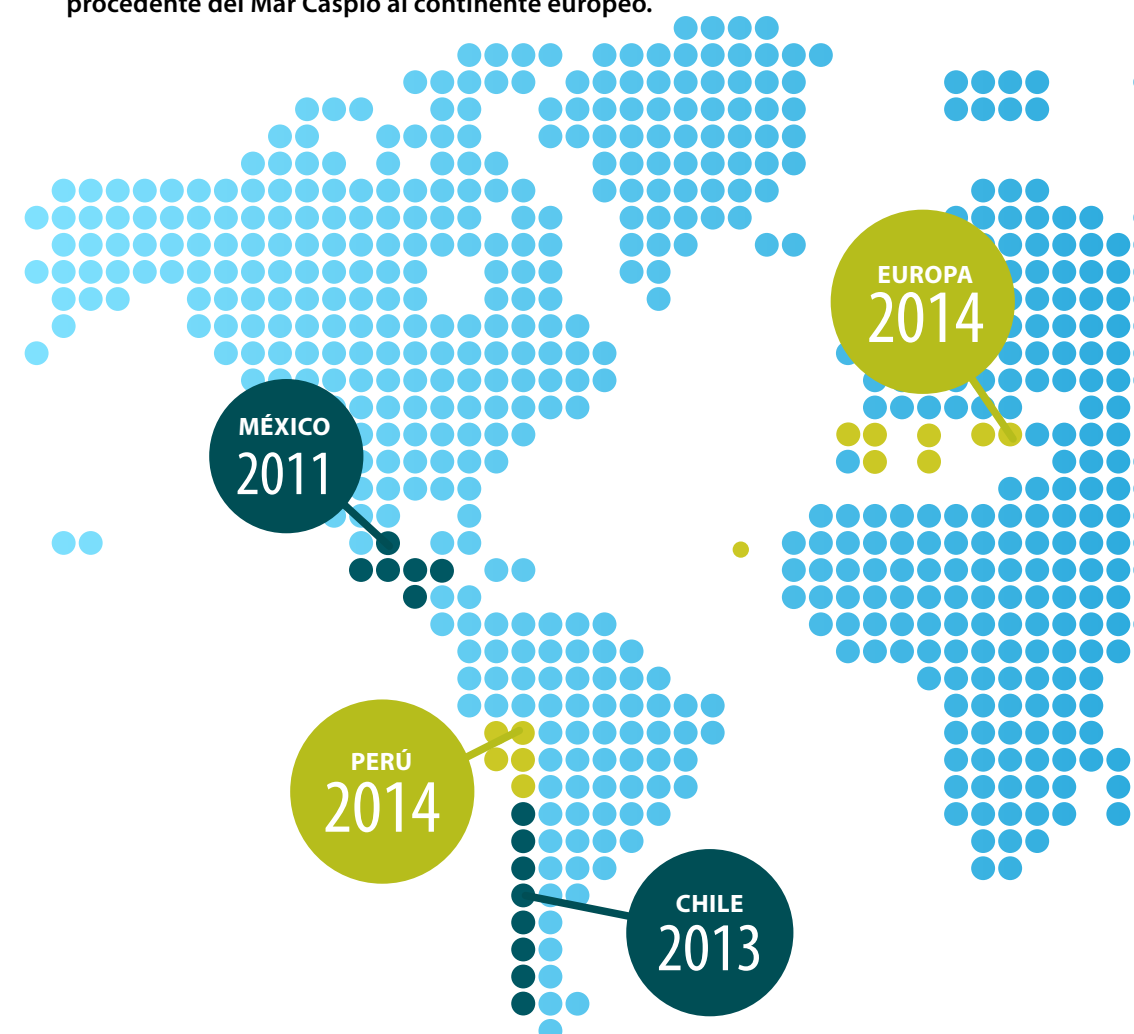 procedente del Mar Caspio al continente europeo.
EUROPA
2014
MÉXICO
2011
PERÚ
2014
CHILE
2013